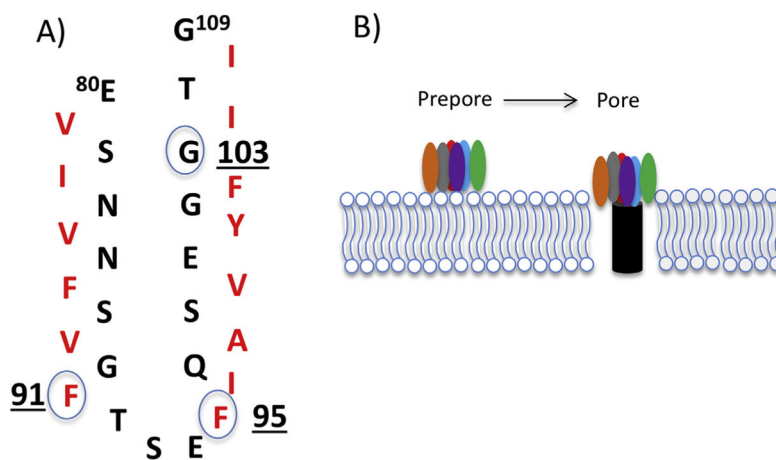 A)
G¹⁰⁹
I
⁸⁰E T
V I
S G 103
I F
N G
V Y
N E
F V
S S
V A
G Q
91 F I
T F 95
S E
B)
Prepore Pore